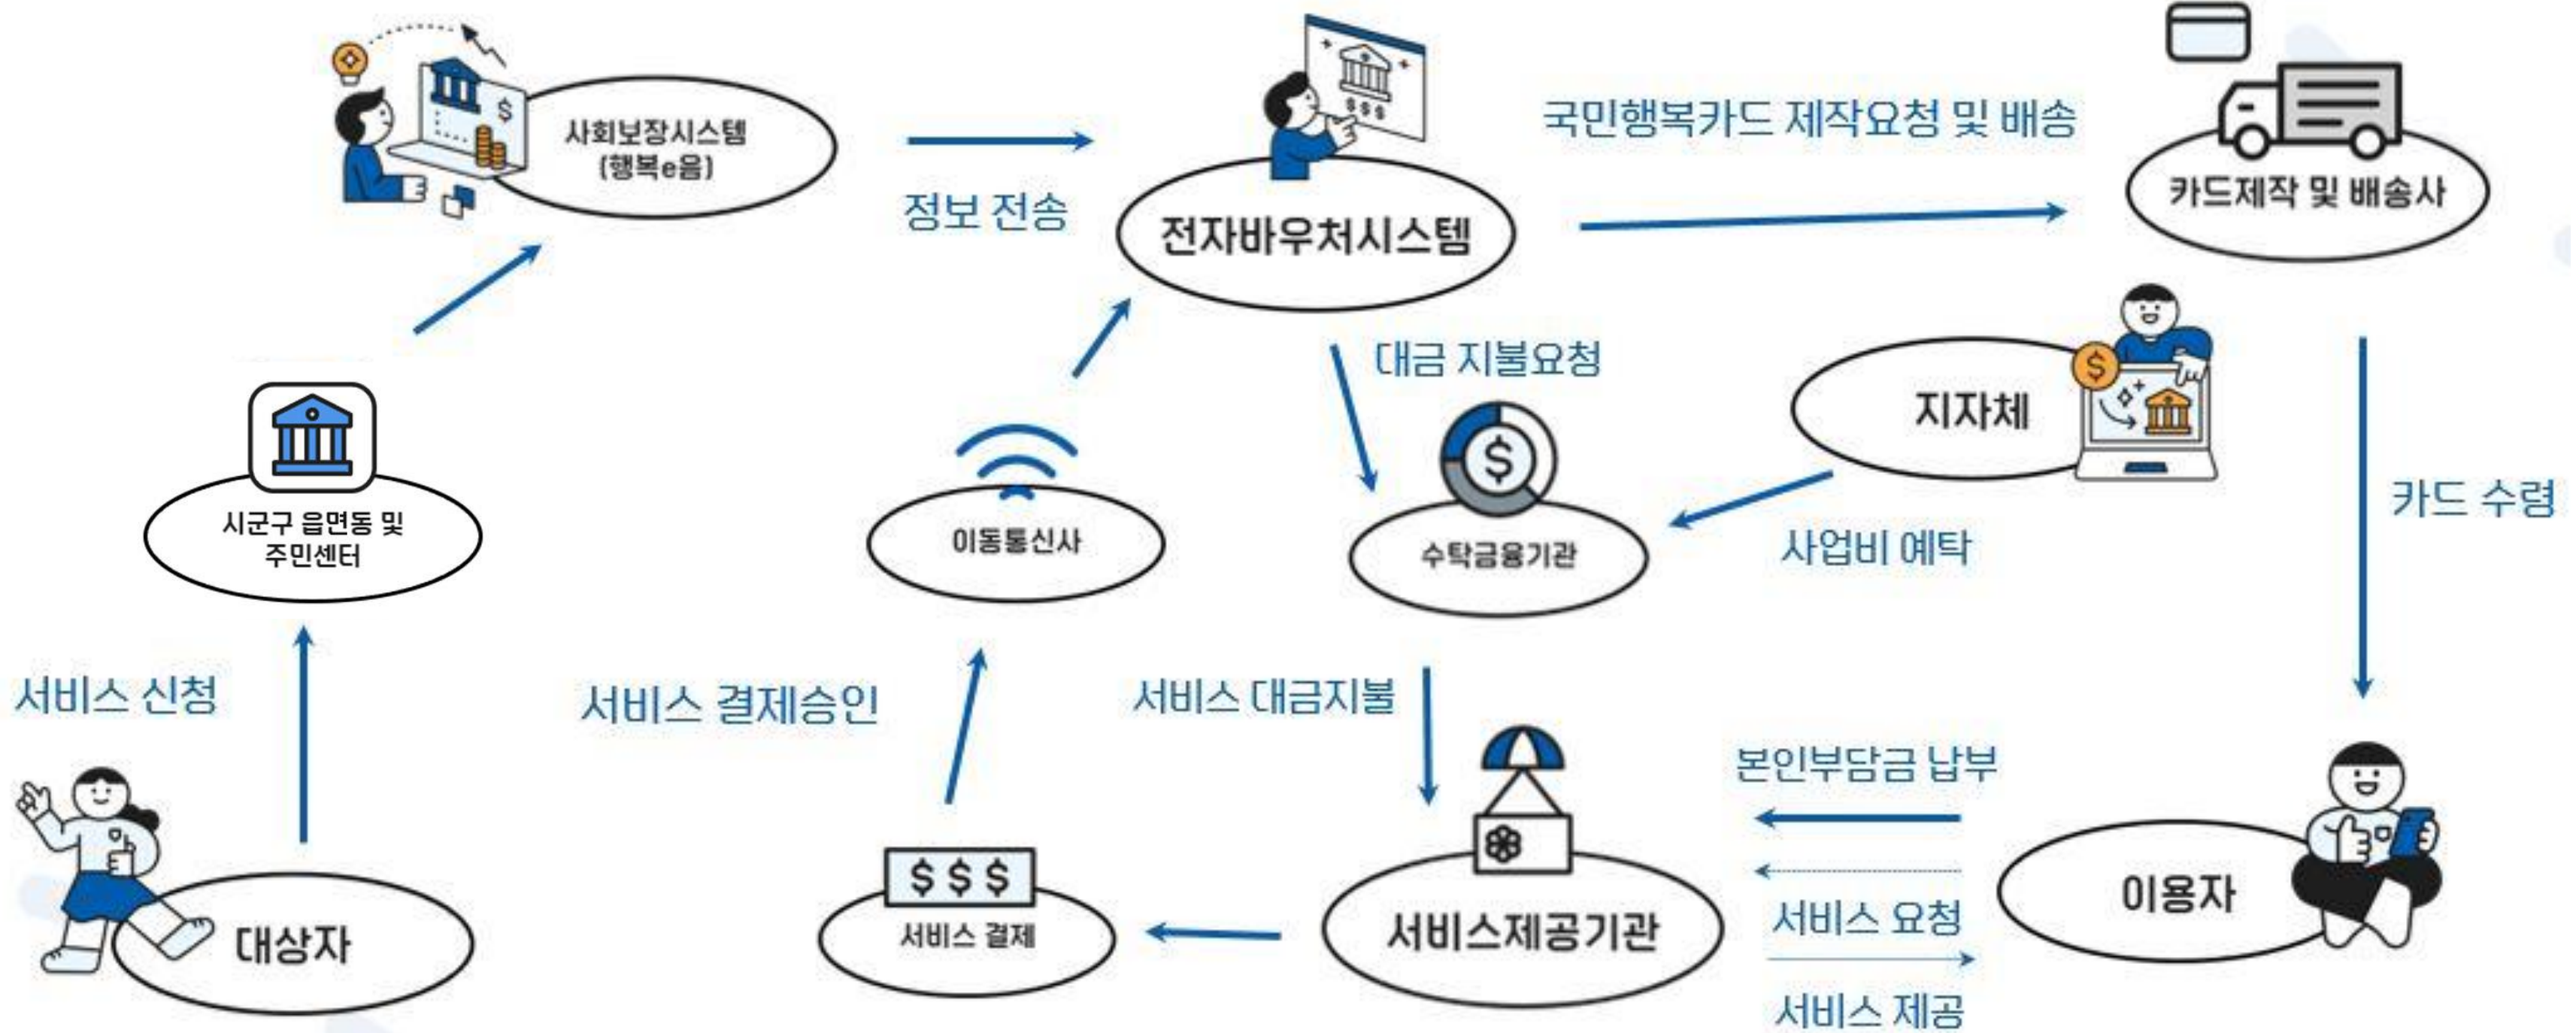 사회보장시스템
(행복e음)
정보 전송
전자바우처시스템
국민행복카드 제작요청 및 배송
카드제작 및 배송사
대금 지불요청
지자체
카드 수령
시군구 읍면동 및
주민센터
이동통신사
수탁금융기관
사업비 예탁
서비스 신청
서비스 결제승인
서비스 대금지불
본인부담금 납부
대상자
서비스 결제
서비스제공기관
서비스 요청
이용자
서비스 제공
$
$$$
$
$
$ $ $